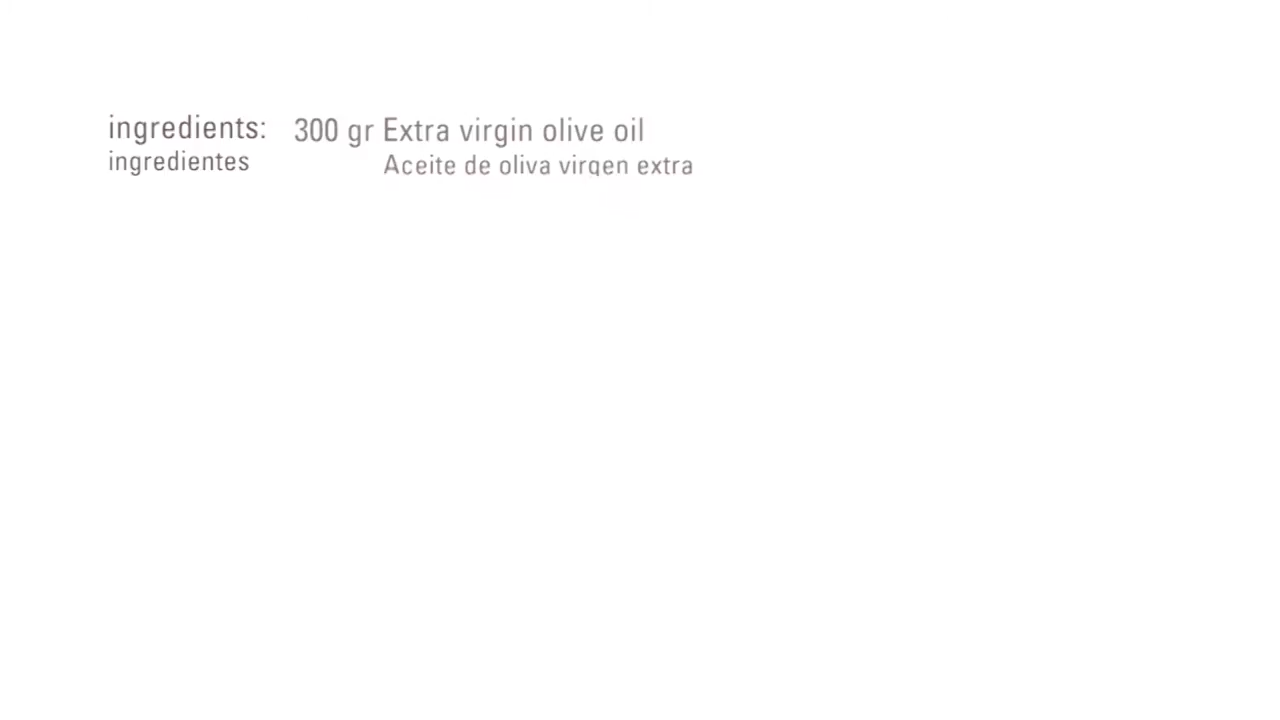 ingredients: 300 gr Extra virgin olive oil
ingredientes Aceite de oliva virgen extra